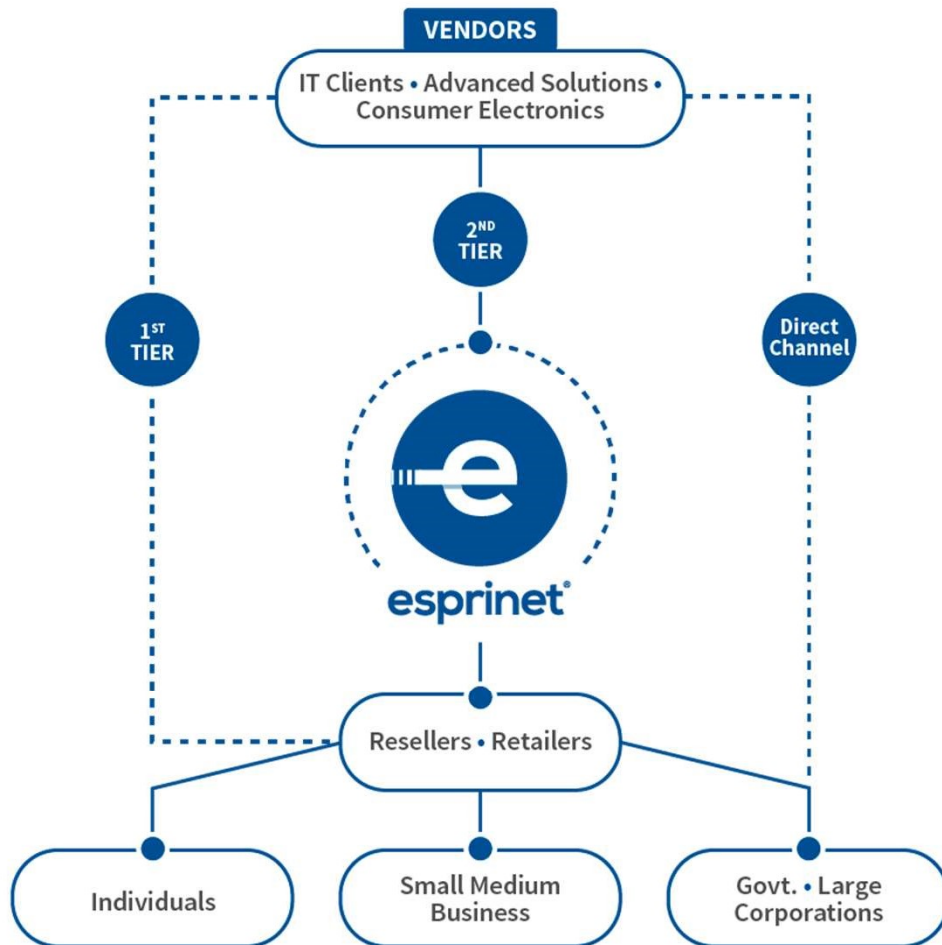 VENDORS
IT Clients • Advanced Solutions •
Consumer Electronics
2ND
TIER
1ST
TIER
Direct
Channel
e
esprinet®
Resellers • Retailers
Individuals
Small Medium
Business
Govt. • Large
Corporations